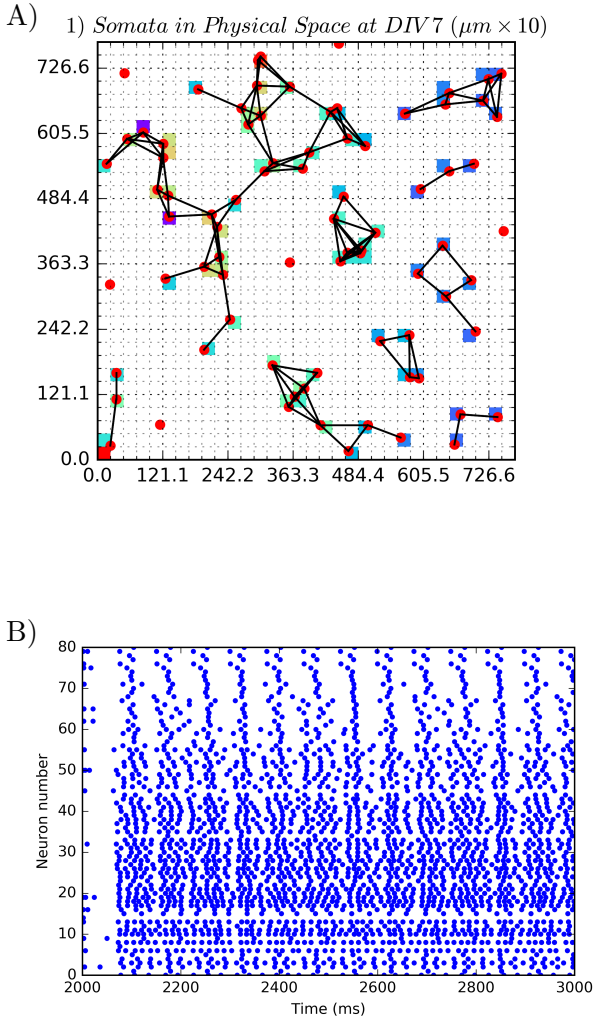 A)
1) Somata in Physical Space at DIV 7 (μm × 10)
726.6
605.5
484.4
363.3
242.2
121.1
0.0
0.0 121.1 242.2 363.3 484.4 605.5 726.6
B)
80
70
60
50
40
30
20
10
0
Neuron number
2000 2200 2400 2600 2800 3000
Time (ms)